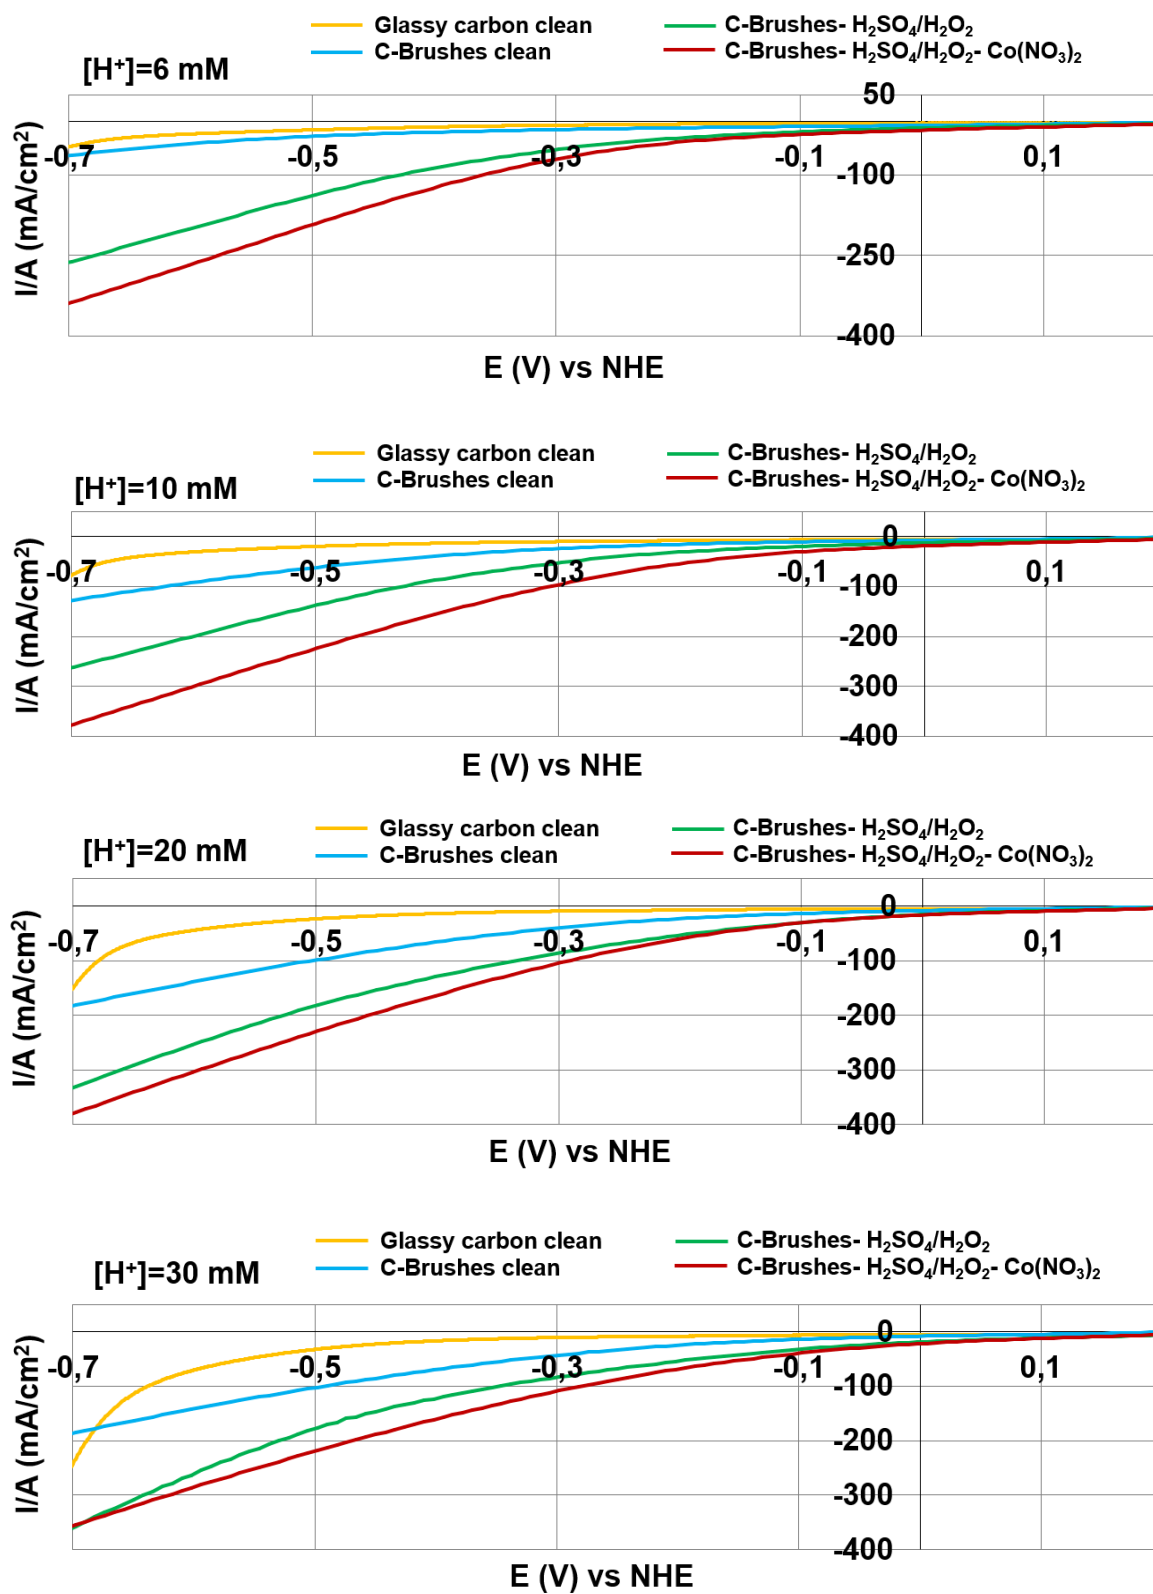 Glassy carbon clean
C-Brushes- H₂SO₄/H₂O₂
C-Brushes clean
C-Brushes- H₂SO₄/H₂O₂- Co(NO₃)₂
[H⁺]=6 mM
50
-0,7
-0,5
-0,3
-0,1
0,1
-100
-250
-400
I/A (mA/cm²)
E (V) vs NHE
Glassy carbon clean
C-Brushes- H₂SO₄/H₂O₂
C-Brushes clean
C-Brushes- H₂SO₄/H₂O₂- Co(NO₃)₂
[H⁺]=10 mM
0
-0,7
-0,5
-0,3
-0,1
0,1
-100
-200
-300
-400
I/A (mA/cm²)
E (V) vs NHE
Glassy carbon clean
C-Brushes- H₂SO₄/H₂O₂
C-Brushes clean
C-Brushes- H₂SO₄/H₂O₂- Co(NO₃)₂
[H⁺]=20 mM
0
-0,7
-0,5
-0,3
-0,1
0,1
-100
-200
-300
-400
I/A (mA/cm²)
E (V) vs NHE
Glassy carbon clean
C-Brushes- H₂SO₄/H₂O₂
C-Brushes clean
C-Brushes- H₂SO₄/H₂O₂- Co(NO₃)₂
[H⁺]=30 mM
0
-0,7
-0,5
-0,3
-0,1
0,1
-100
-200
-300
-400
I/A (mA/cm²)
E (V) vs NHE